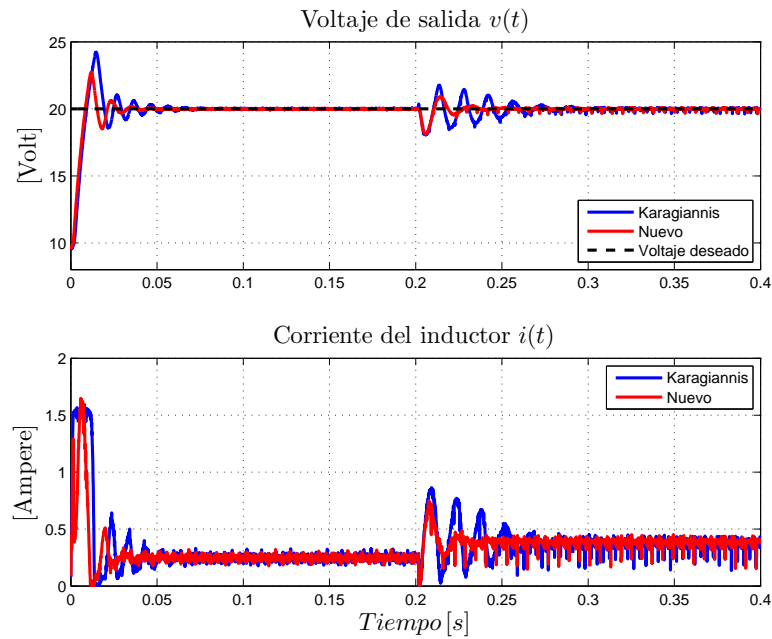 Voltaje de salida v(t)
25
20
15
10
[Volt]
Karagiannis
Nuevo
Voltaje deseado
0 0.05 0.1 0.15 0.2 0.25 0.3 0.35 0.4
Corriente del inductor i(t)
2
1.5
1
0.5
0
[Ampere]
Karagiannis
Nuevo
0 0.05 0.1 0.15 0.2 0.25 0.3 0.35 0.4
Tiempo [s]